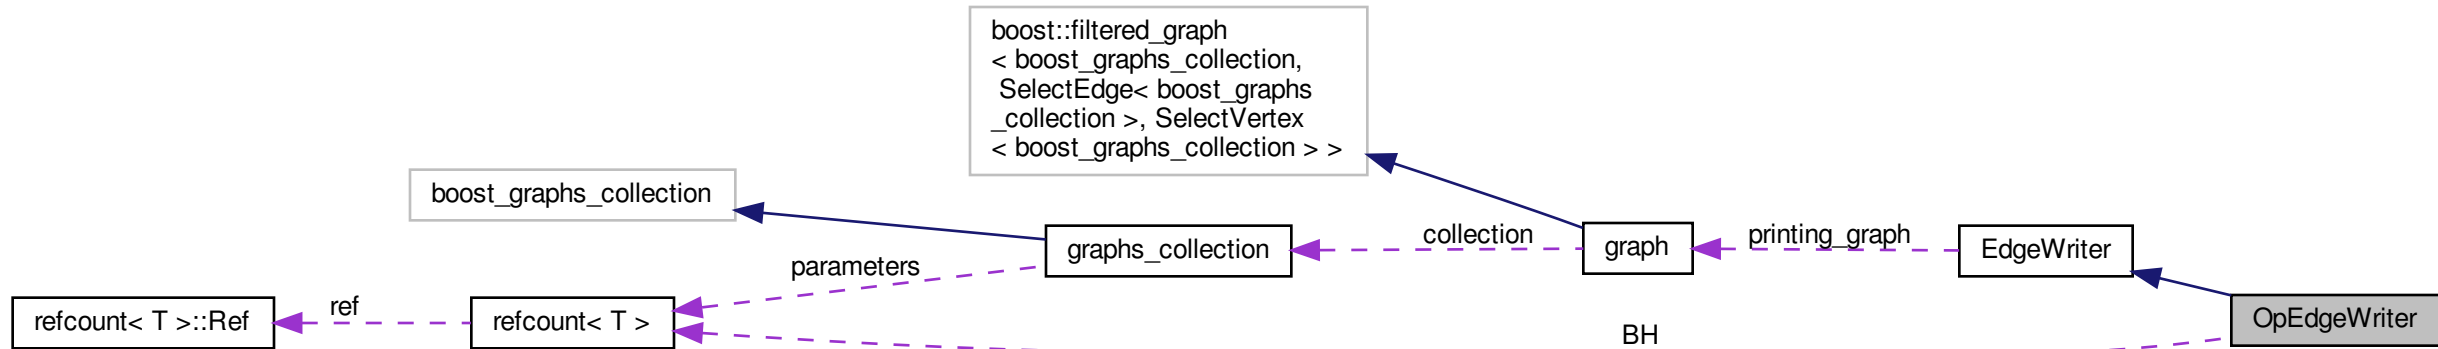 boost::filtered_graph
< boost_graphs_collection,
SelectEdge< boost_graphs
_collection >, SelectVertex
< boost_graphs_collection > >
boost_graphs_collection
graphs_collection
collection
graph
printing_graph
EdgeWriter
parameters
refcount< T >::Ref
ref
refcount< T >
BH
OpEdgeWriter